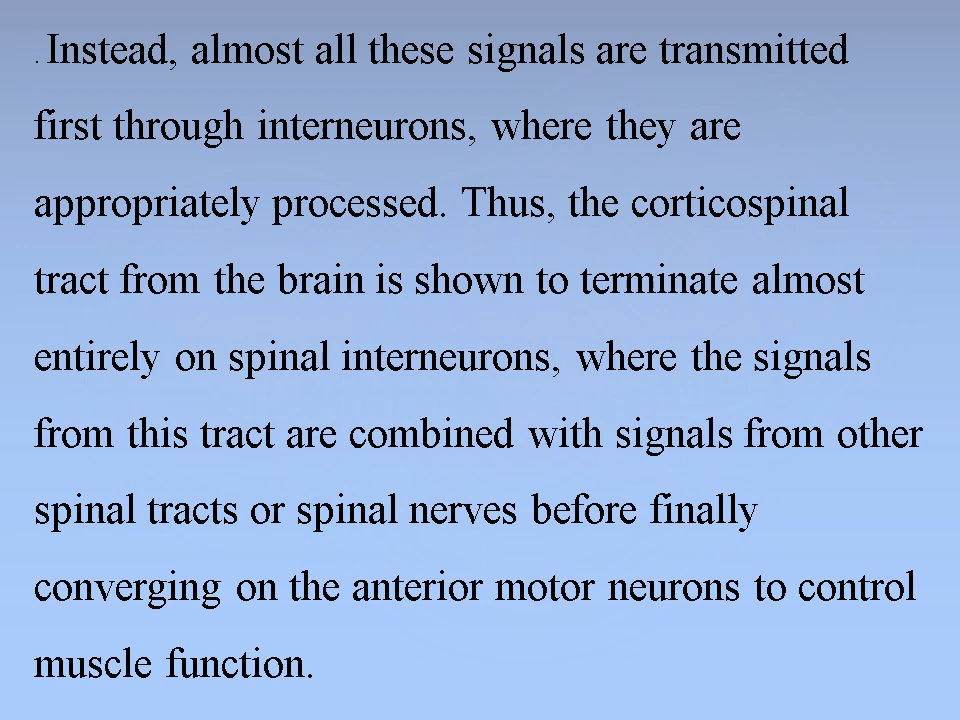 . Instead, almost all these signals are transmitted
first through interneurons, where they are
appropriately processed. Thus, the corticospinal
tract from the brain is shown to terminate almost
entirely on spinal interneurons, where the signals
from this tract are combined with signals from other
spinal tracts or spinal nerves before finally
converging on the anterior motor neurons to control
muscle function.